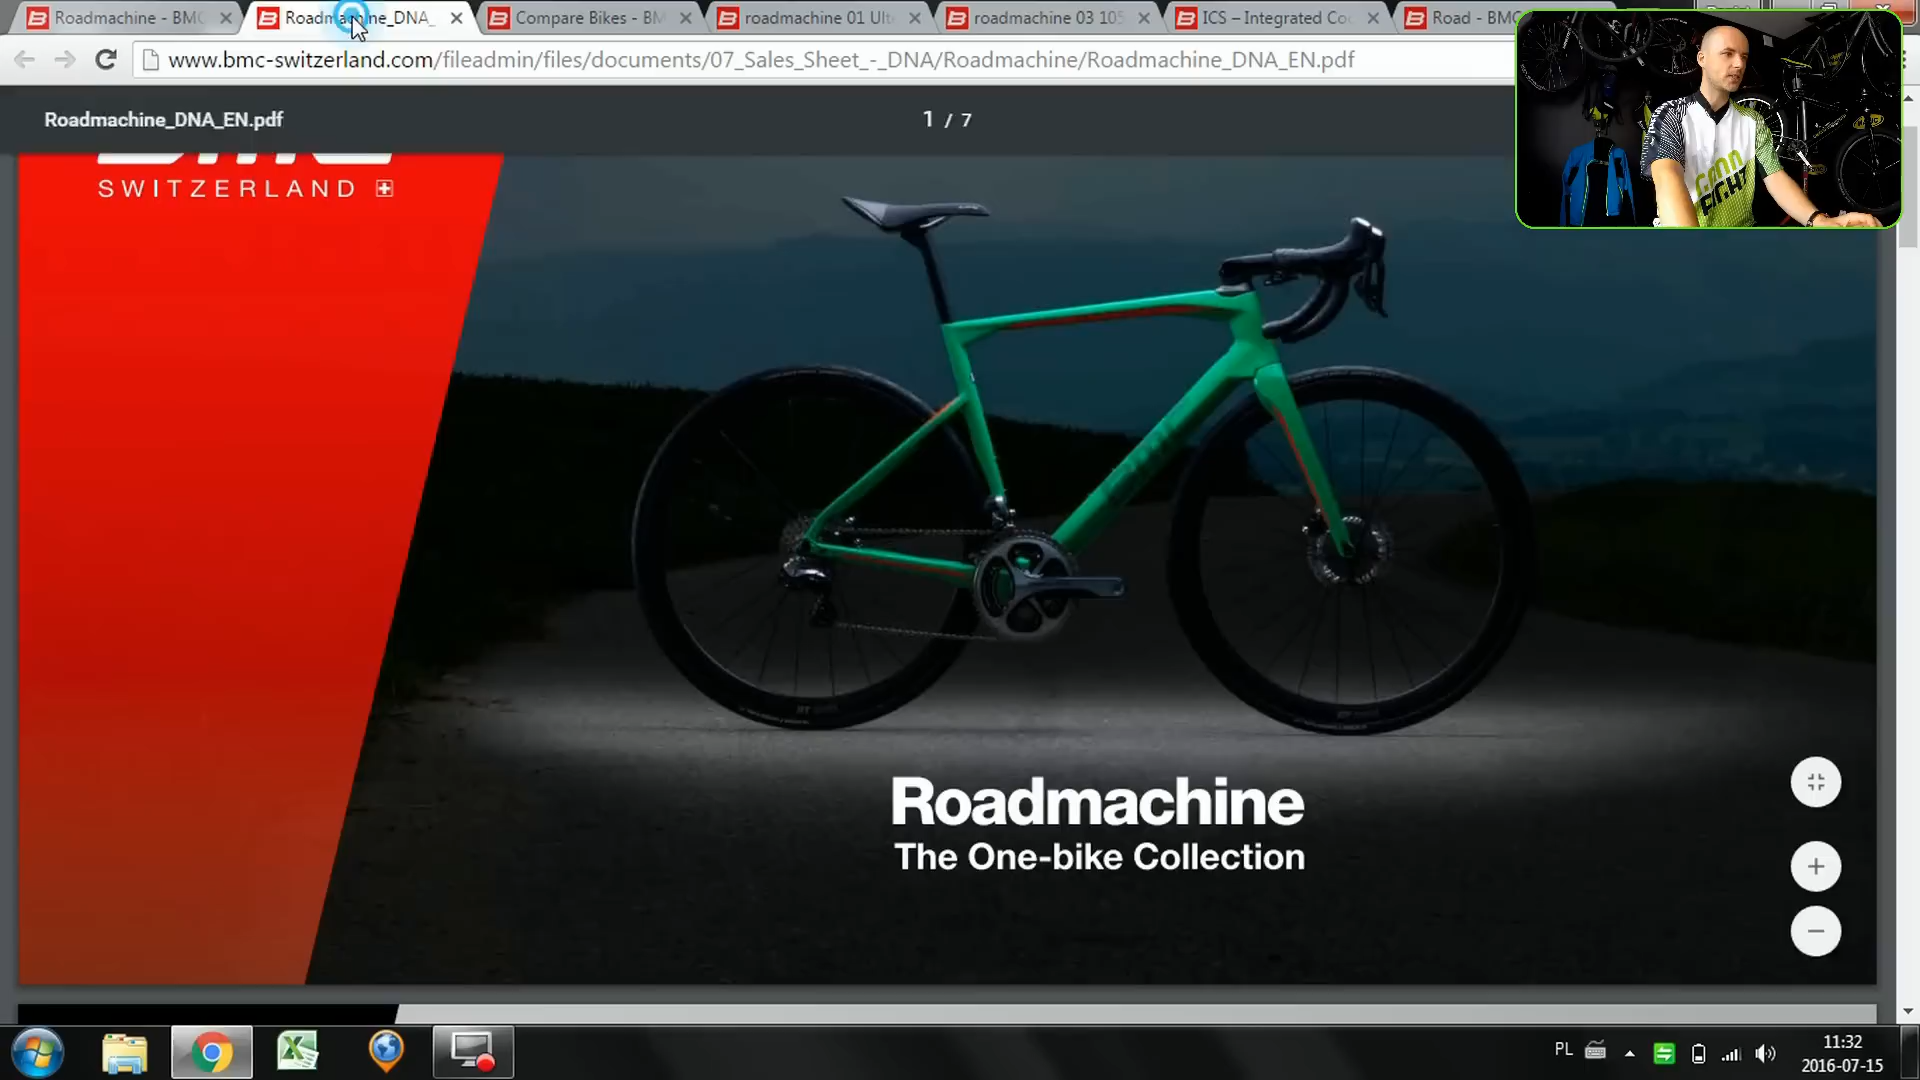 Roadmachine - BMC
Roadmachine_DNA_
Compare Bikes - BM
roadmachine 01 Ult
roadmachine 03 105
ICS – Integrated Co
Road - BMC
www.bmc-switzerland.com/fileadmin/files/documents/07_Sales_Sheet_-_DNA/Roadmachine/Roadmachine_DNA_EN.pdf
Roadmachine_DNA_EN.pdf
1 / 7
BMC
SWITZERLAND
Roadmachine
The One-bike Collection
PL
11:32
2016-07-15